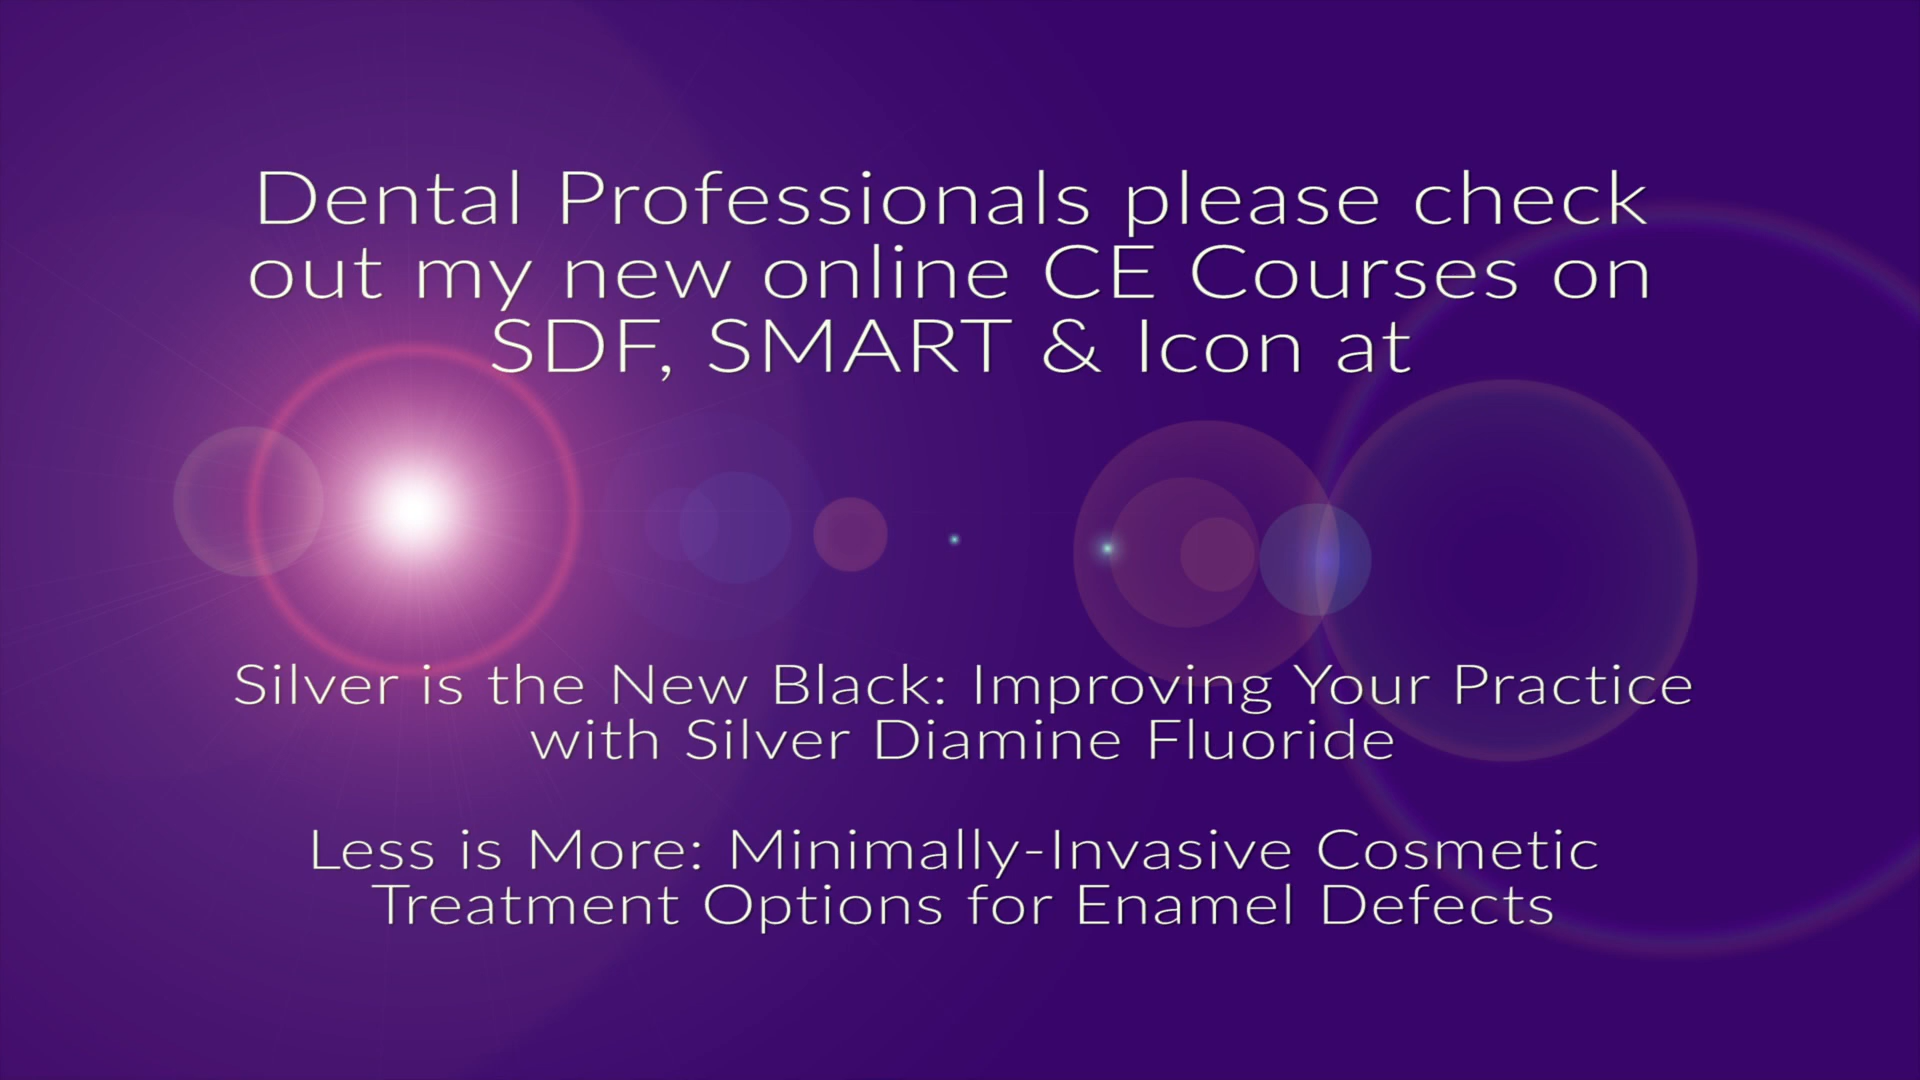 Dental Professionals please check
out my new online CE Courses on
SDF, SMART & Icon at
Silver is the New Black: Improving Your Practice
with Silver Diamine Fluoride
Less is More: Minimally-Invasive Cosmetic
Treatment Options for Enamel Defects